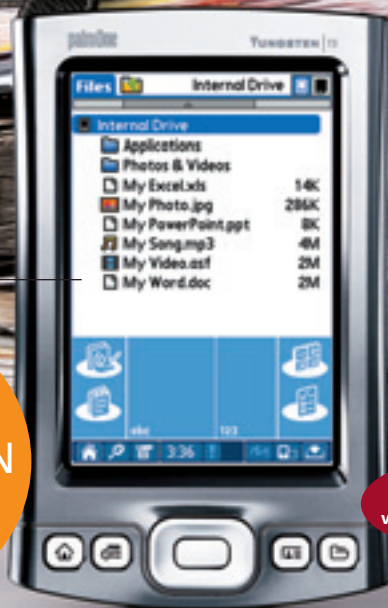 palmOne
TUNGSTEN T5
Files Internal Drive
Internal Drive
Applications
Photos & Videos
My Excel.xls 14K
My Photo.jpg 286K
My PowerPoint.ppt 8K
My Song.mp3 4M
My Video.asf 2M
My Word.doc 2M
abc 123
3:36
N